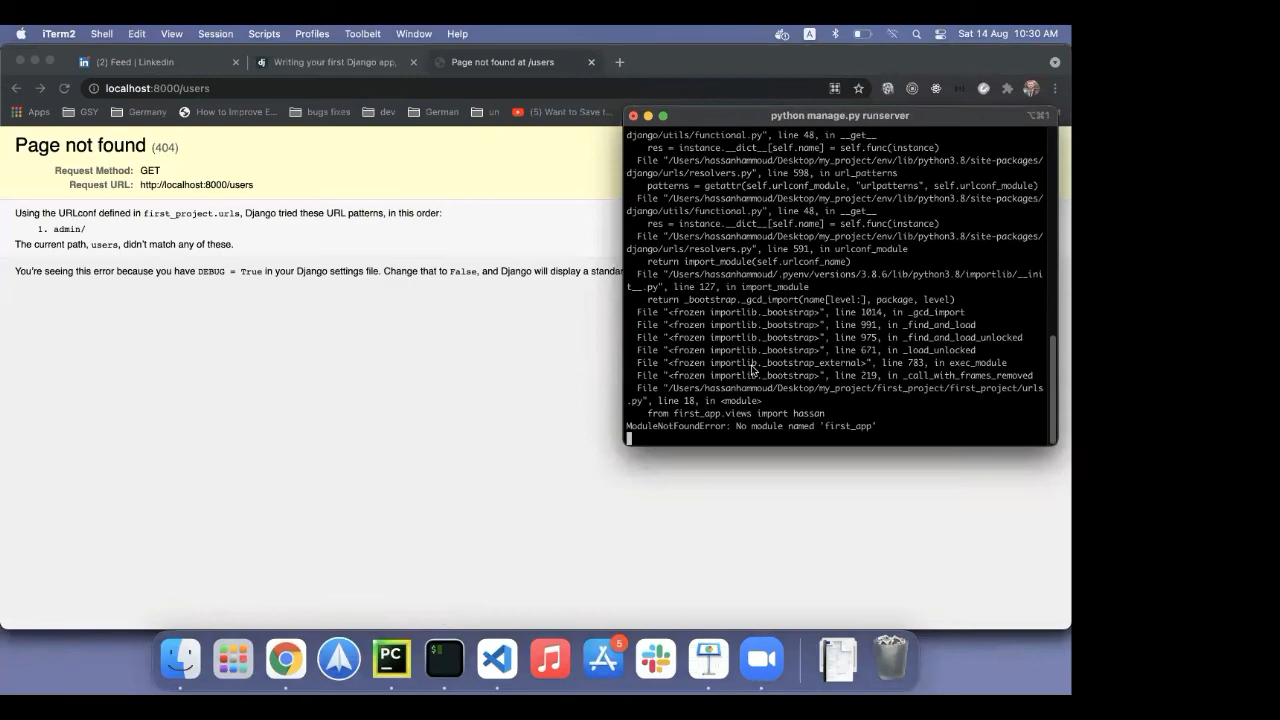 iTerm2 Shell Edit View Session Scripts Profiles Toolbelt Window Help A Sat 14 Aug 10:30 AM
in (2) Feed | LinkedIn dj Writing your first Django app, Page not found at /users
localhost:8000/users
Apps GSY Germany How to Improve E... bugs fixes dev German un (5) Want to Save t...
Page not found (404)
Request Method: GET
Request URL: http://localhost:8000/users
Using the URLconf defined in first_project.urls, Django tried these URL patterns, in this order:
1. admin/
The current path, users, didn't match any of these.
You're seeing this error because you have DEBUG = True in your Django settings file. Change that to False, and Django will display a standa
python manage.py runserver ⌥⌘1
django/utils/functional.py", line 48, in __get__
res = instance.__dict__[self.name] = self.func(instance)
File "/Users/hassanhammoud/Desktop/my_project/env/lib/python3.8/site-packages/
django/urls/resolvers.py", line 598, in url_patterns
patterns = getattr(self.urlconf_module, "urlpatterns", self.urlconf_module)
File "/Users/hassanhammoud/Desktop/my_project/env/lib/python3.8/site-packages/
django/utils/functional.py", line 48, in __get__
res = instance.__dict__[self.name] = self.func(instance)
File "/Users/hassanhammoud/Desktop/my_project/env/lib/python3.8/site-packages/
django/urls/resolvers.py", line 591, in urlconf_module
return import_module(self.urlconf_name)
File "/Users/hassanhammoud/.pyenv/versions/3.8.6/lib/python3.8/importlib/__ini
t__.py", line 127, in import_module
return _bootstrap._gcd_import(name[level:], package, level)
File "<frozen importlib._bootstrap>", line 1014, in _gcd_import
File "<frozen importlib._bootstrap>", line 991, in _find_and_load
File "<frozen importlib._bootstrap>", line 975, in _find_and_load_unlocked
File "<frozen importlib._bootstrap>", line 671, in _load_unlocked
File "<frozen importlib._bootstrap_external>", line 783, in exec_module
File "<frozen importlib._bootstrap>", line 219, in _call_with_frames_removed
File "/Users/hassanhammoud/Desktop/my_project/first_project/first_project/urls
.py", line 18, in <module>
from first_app.views import hassan
ModuleNotFoundError: No module named 'first_app'
PC $ 5